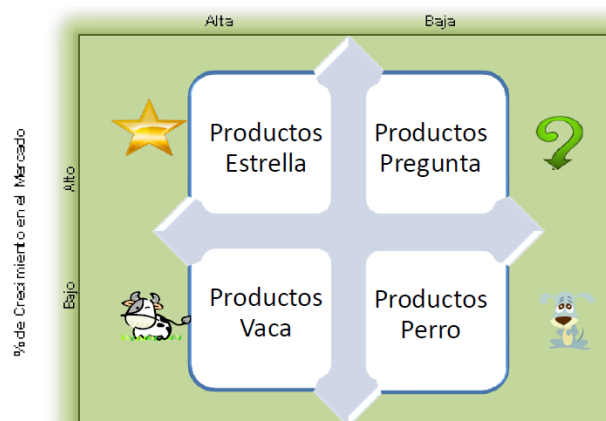 Alta
Baja
% de Crecimiento en el Mercado
Alto
Bajo
Productos
Estrella
Productos
Pregunta
Productos
Vaca
Productos
Perro